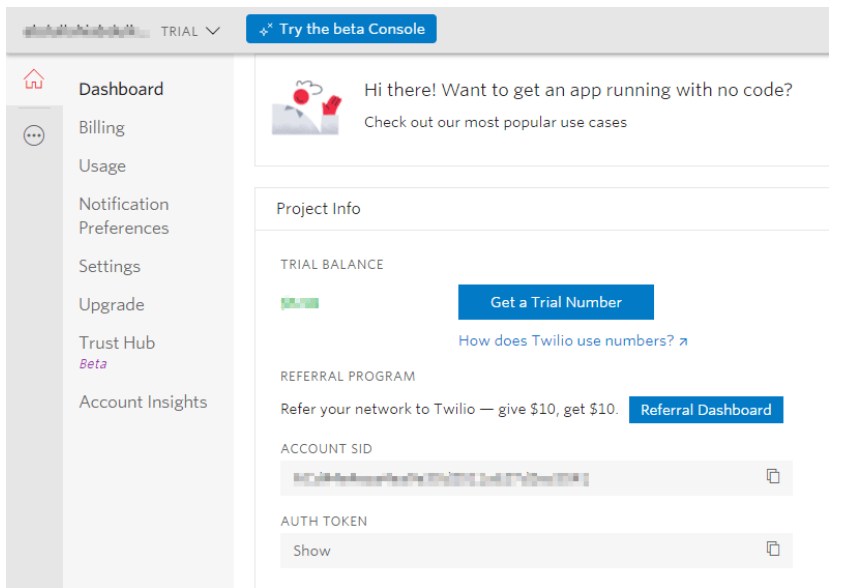 TRIAL
Try the beta Console
Dashboard
Billing
Usage
Notification
Preferences
Settings
Upgrade
Trust Hub
Beta
Account Insights
Hi there! Want to get an app running with no code?
Check out our most popular use cases
Project Info
TRIAL BALANCE
Get a Trial Number
How does Twilio use numbers?
REFERRAL PROGRAM
Refer your network to Twilio — give $10, get $10.
Referral Dashboard
ACCOUNT SID
AUTH TOKEN
Show